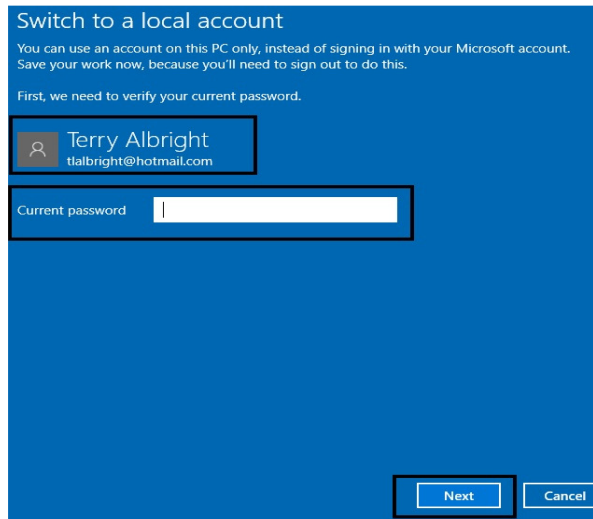 Switch to a local account
You can use an account on this PC only, instead of signing in with your Microsoft account.
Save your work now, because you'll need to sign out to do this.
First, we need to verify your current password.
Terry Albright
tlalbright@hotmail.com
Current password
Next Cancel